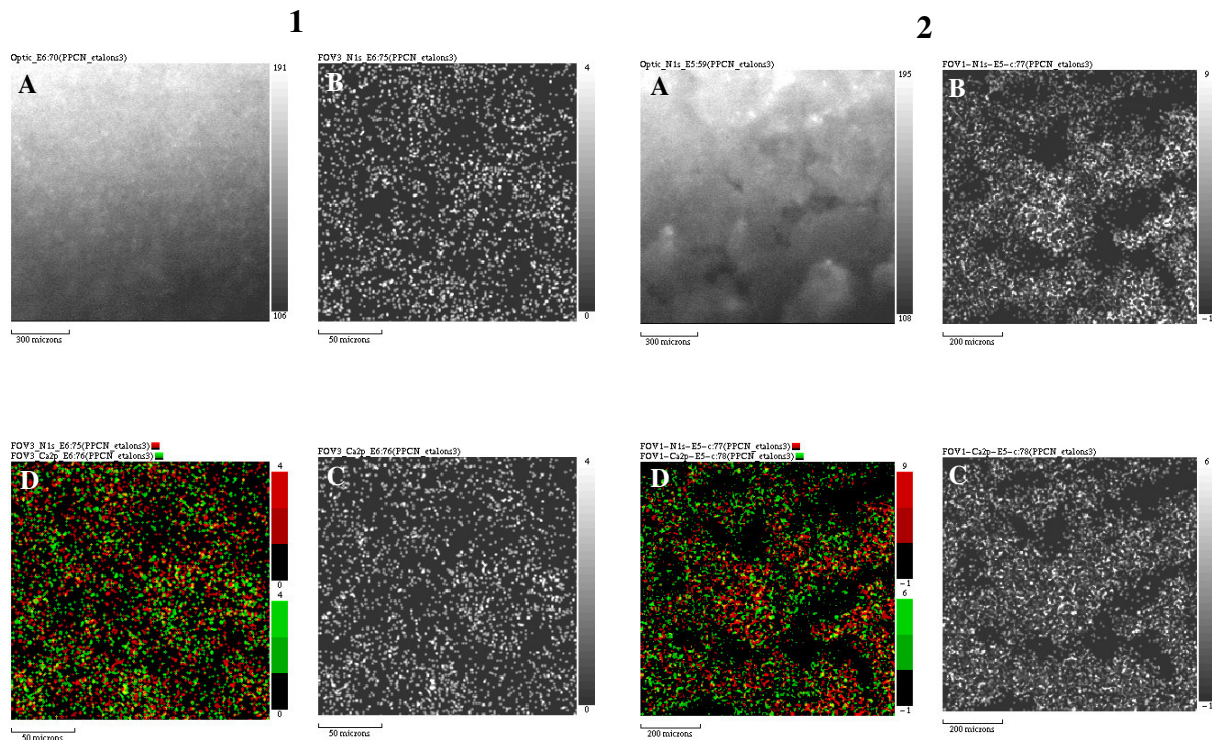 1
2
Optic_E6:70(PPCN_etalons3)
191
A
106
300 microns
FOV3_N1s_E6:75(PPCN_etalons3)
4
B
0
50 microns
Optic_N1s_E5:59(PPCN_etalons3)
195
A
108
300 microns
FOV1-N1s-E5-c:77(PPCN_etalons3)
9
B
-1
200 microns
FOV3_N1s_E6:75(PPCN_etalons3)
FOV3_Ca2p_E6:76(PPCN_etalons3)
D
4
0
4
0
50 microns
FOV3_Ca2p_E6:76(PPCN_etalons3)
4
C
0
50 microns
FOV1-N1s-E5-c:77(PPCN_etalons3)
FOV1-Ca2p-E5-c:78(PPCN_etalons3)
D
9
-1
6
-1
200 microns
FOV1-Ca2p-E5-c:78(PPCN_etalons3)
6
C
-1
200 microns